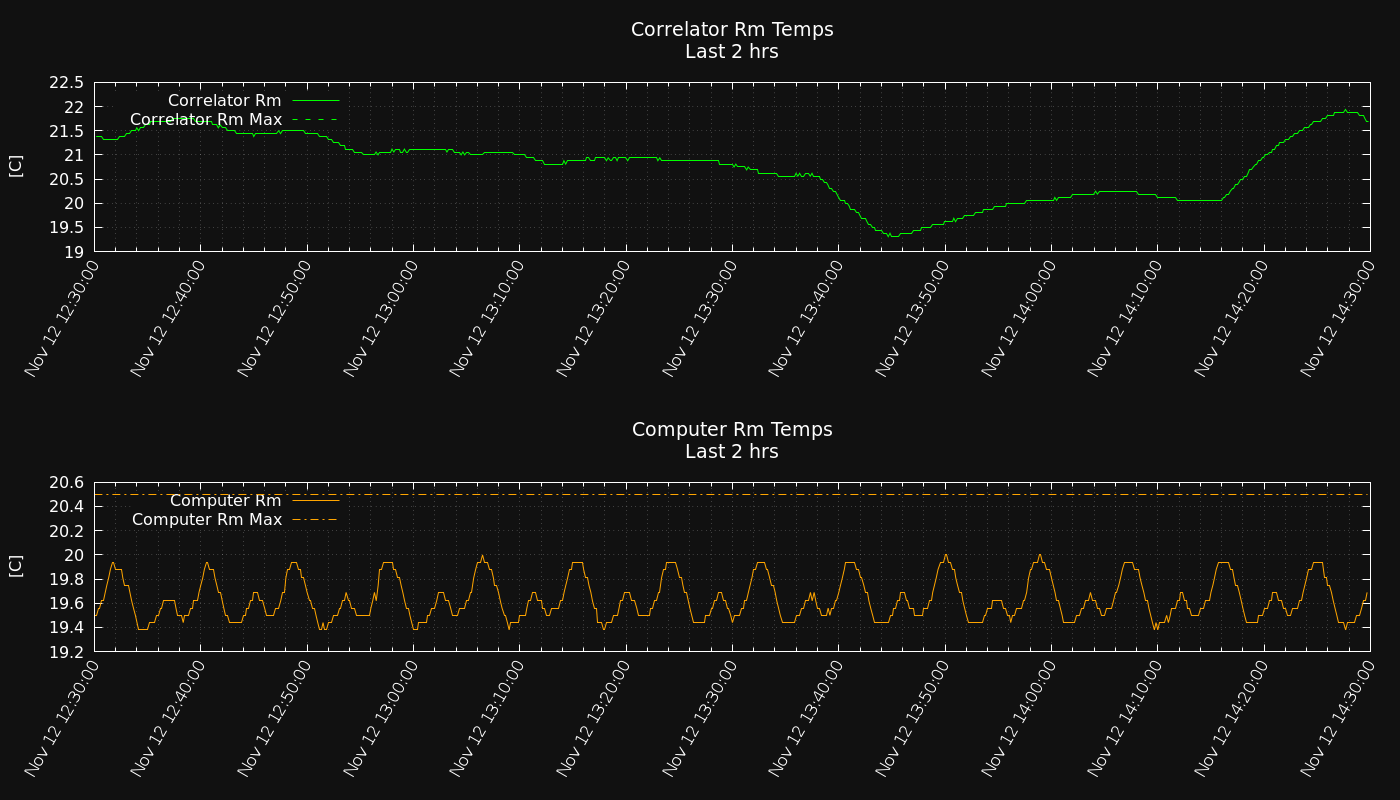 Correlator Rm Temps
Last 2 hrs
22.5
22
21.5
21
20.5
20
19.5
19
[C]
Correlator Rm
Correlator Rm Max
Nov 12 12:30:00
Nov 12 12:40:00
Nov 12 12:50:00
Nov 12 13:00:00
Nov 12 13:10:00
Nov 12 13:20:00
Nov 12 13:30:00
Nov 12 13:40:00
Nov 12 13:50:00
Nov 12 14:00:00
Nov 12 14:10:00
Nov 12 14:20:00
Nov 12 14:30:00
Computer Rm Temps
Last 2 hrs
20.6
20.4
20.2
20
19.8
19.6
19.4
19.2
[C]
Computer Rm
Computer Rm Max
Nov 12 12:30:00
Nov 12 12:40:00
Nov 12 12:50:00
Nov 12 13:00:00
Nov 12 13:10:00
Nov 12 13:20:00
Nov 12 13:30:00
Nov 12 13:40:00
Nov 12 13:50:00
Nov 12 14:00:00
Nov 12 14:10:00
Nov 12 14:20:00
Nov 12 14:30:00